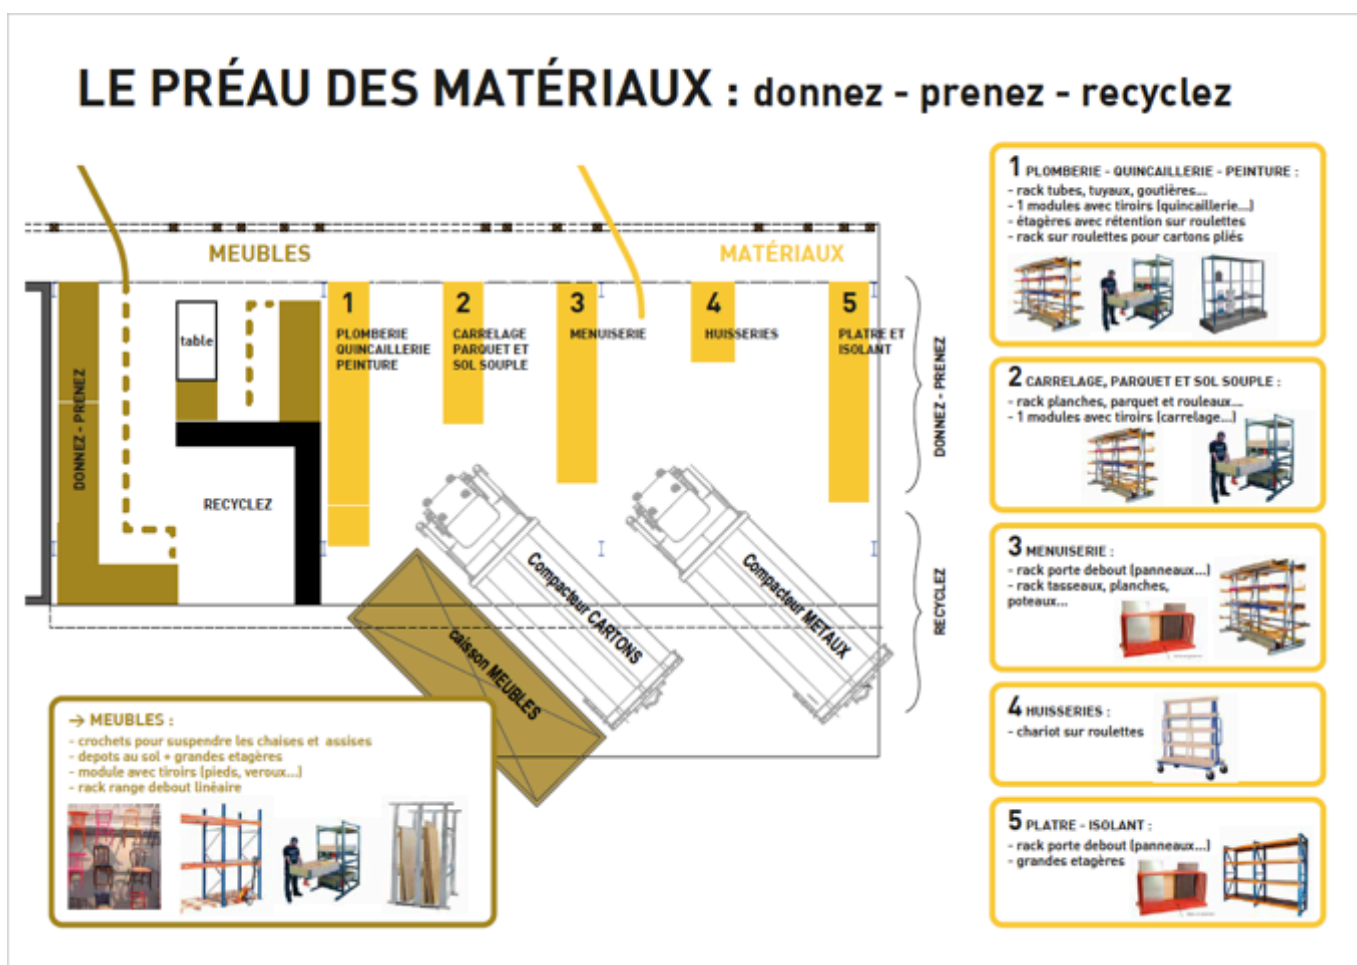 LE PRÉAU DES MATÉRIAUX : donnez - prenez - recyclez
MEUBLES
MATÉRIAUX
table
DONNEZ - PRENEZ
RECYCLEZ
1
PLOMBERIE
QUINCAILLERIE
PEINTURE
2
CARRELAGE
PARQUET ET
SOL SOUPLE
3
MENUISERIE
4
HUISSERIES
5
PLATRE ET
ISOLANT
DONNEZ - PRENEZ
RECYCLEZ
caisson MEUBLES
Compacteur CARTONS
Compacteur METAUX
→ MEUBLES :
- crochets pour suspendre les chaises et assises
- depots au sol + grandes etagères
- module avec tiroirs (pieds, veroux...)
- rack range debout linéaire
1 PLOMBERIE - QUINCAILLERIE - PEINTURE :
- rack tubes, tuyaux, goutières...
- 1 modules avec tiroirs (quincaillerie...)
- étagères avec rétention sur roulettes
- rack sur roulettes pour cartons pliés
2 CARRELAGE, PARQUET ET SOL SOUPLE :
- rack planches, parquet et rouleaux...
- 1 modules avec tiroirs (carrelage...)
3 MENUISERIE :
- rack porte debout (panneaux...)
- rack tasseaux, planches,
poteaux...
4 HUISSERIES :
- chariot sur roulettes
5 PLATRE - ISOLANT :
- rack porte debout (panneaux...)
- grandes etagères